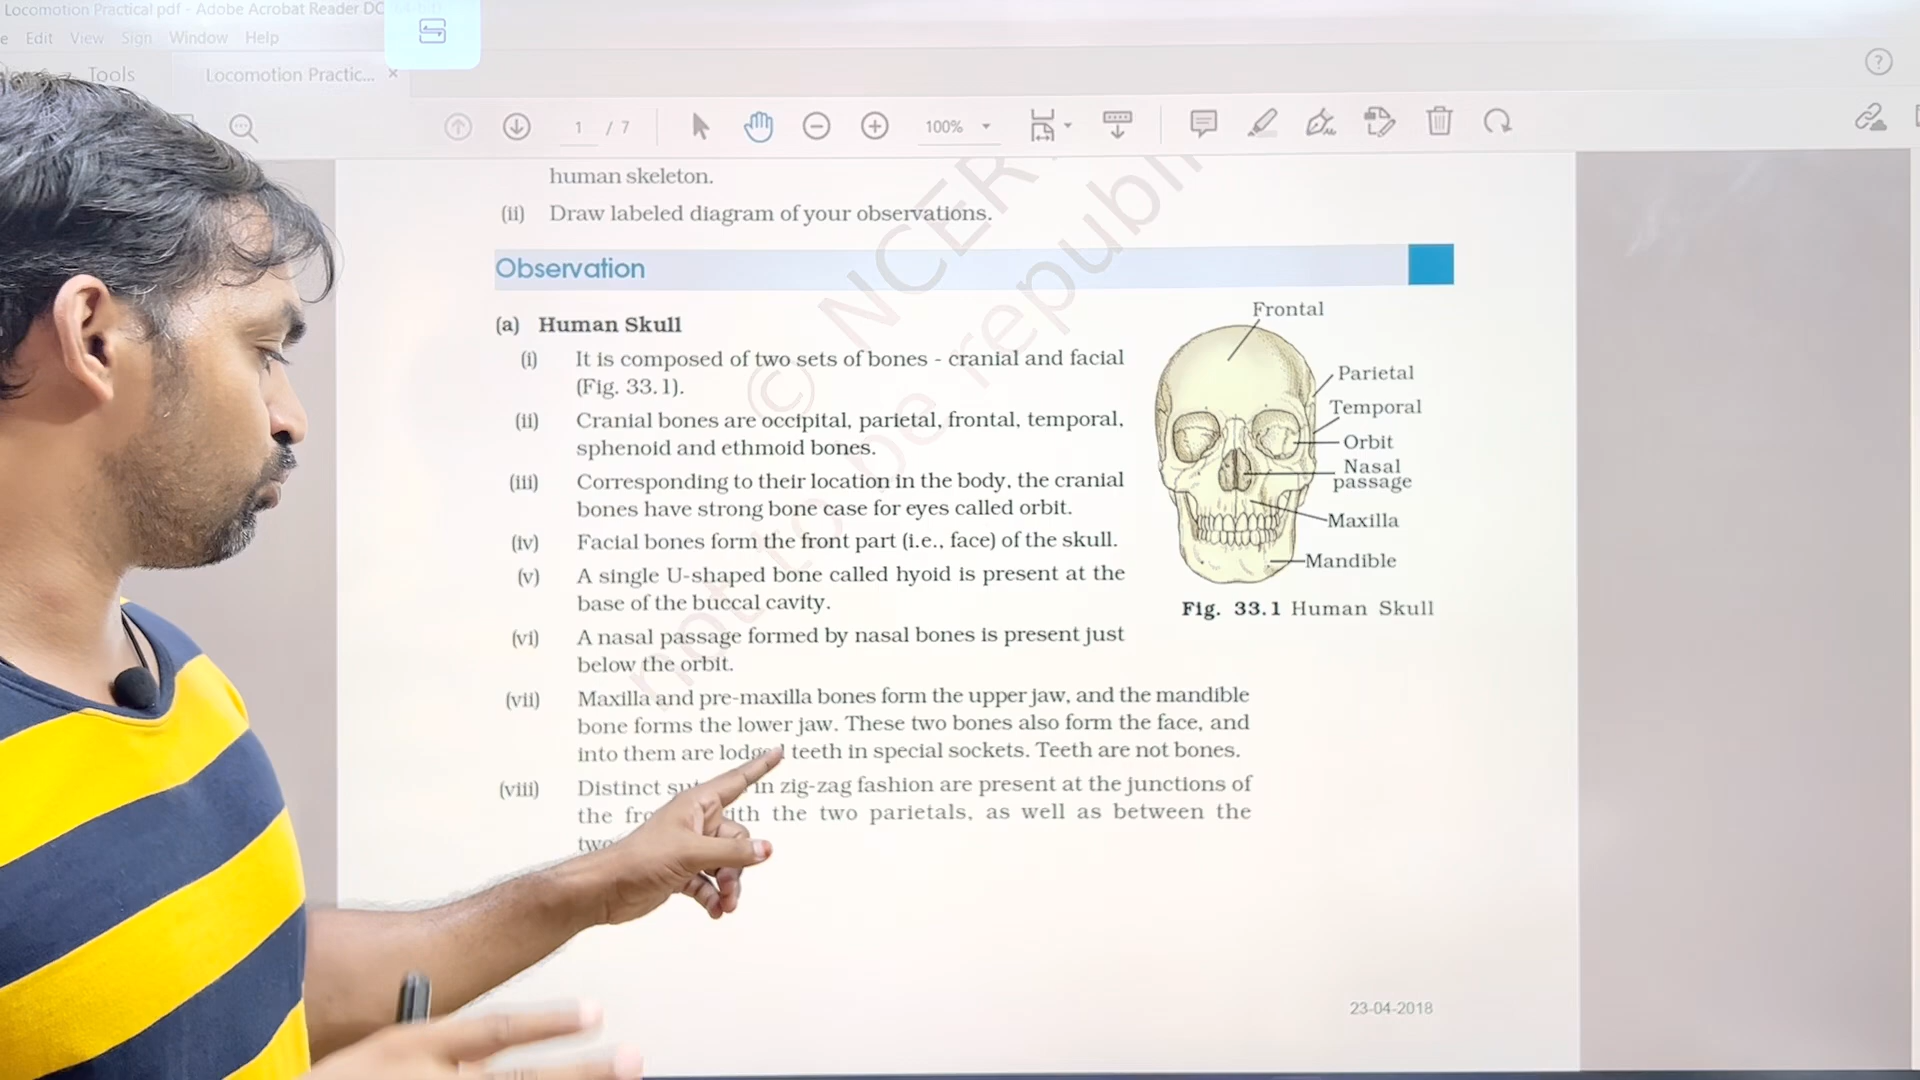 Locomotion Practical pdf - Adobe Acrobat Reader DC
Edit View Sign Window Help
Tools
Locomotion Practic... ×
1 / 7
100%
human skeleton.
(ii) Draw labeled diagram of your observations.
Observation
(a) Human Skull
(i) It is composed of two sets of bones - cranial and facial
(Fig. 33.1).
(ii) Cranial bones are occipital, parietal, frontal, temporal,
sphenoid and ethmoid bones.
(iii) Corresponding to their location in the body, the cranial
bones have strong bone case for eyes called orbit.
(iv) Facial bones form the front part (i.e., face) of the skull.
(v) A single U-shaped bone called hyoid is present at the
base of the buccal cavity.
(vi) A nasal passage formed by nasal bones is present just
below the orbit.
(vii) Maxilla and pre-maxilla bones form the upper jaw, and the mandible
bone forms the lower jaw. These two bones also form the face, and
into them are lodged teeth in special sockets. Teeth are not bones.
(viii) Distinct in zig-zag fashion are present at the junctions of
the the two parietals, as well as between the
Frontal
Parietal
Temporal
Orbit
Nasal
passage
Maxilla
Mandible
Fig. 33.1 Human Skull
© NCER
not to be republi
23-04-2018